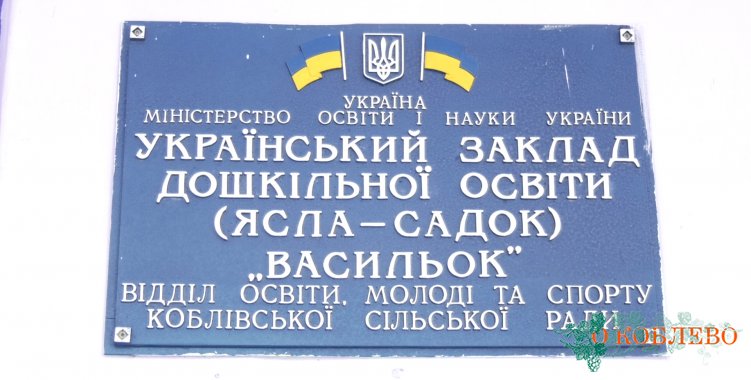 УКРАЇНА
МІНІСТЕРСТВО ОСВІТИ І НАУКИ УКРАЇНИ
УКРАЇНСЬКИЙ ЗАКЛАД
ДОШКІЛЬНОЇ ОСВІТИ
(ЯСЛА–САДОК)
„ВАСИЛЬОК"
ВІДДІЛ ОСВІТИ, МОЛОДІ ТА СПОРТУ
КОБЛІВСЬКОЇ СІЛЬСЬКОЇ РАДИ
О КОБЛЕВО